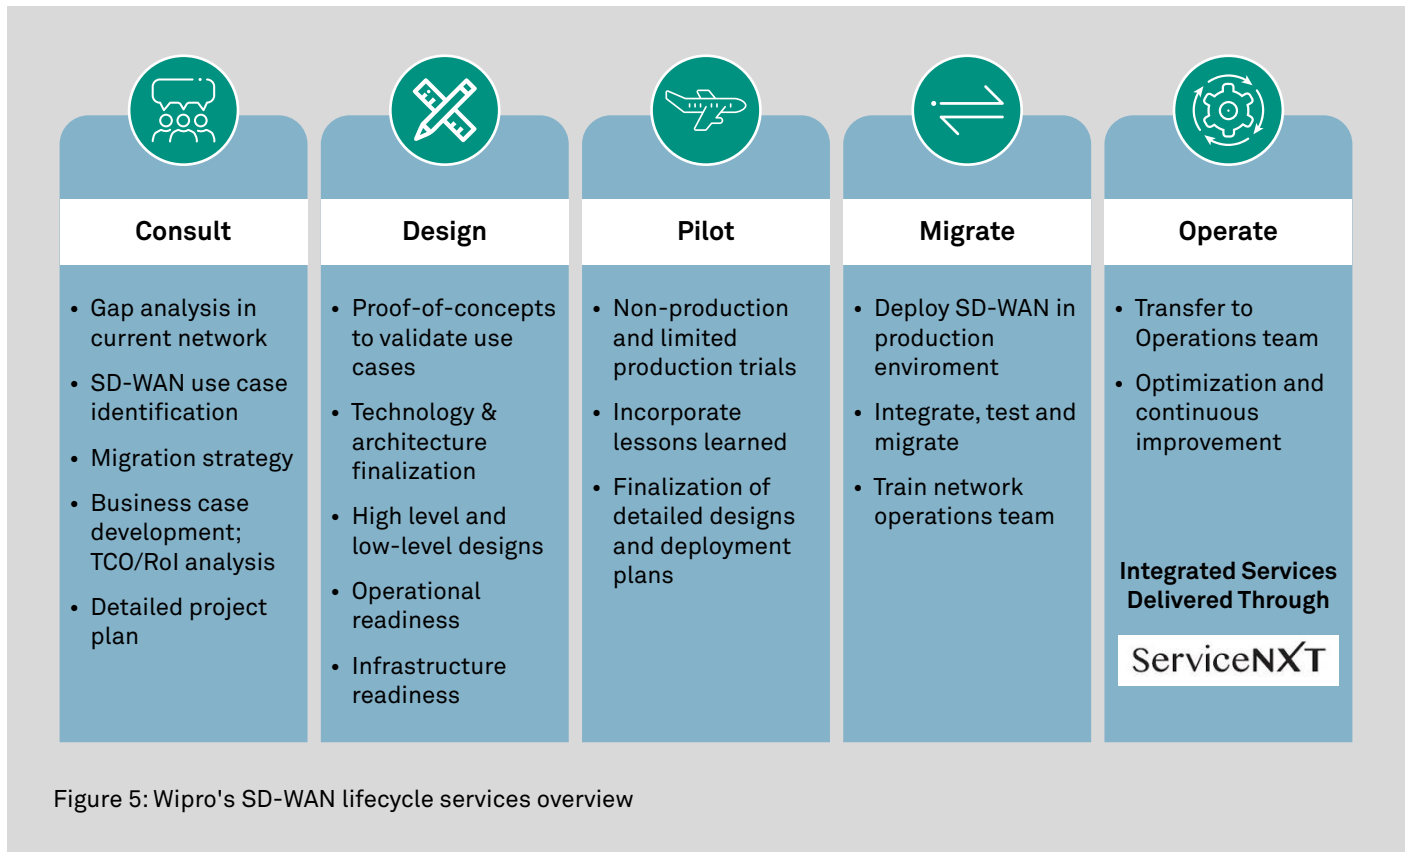 Consult
• Gap analysis in
current network
• SD-WAN use case
identification
• Migration strategy
• Business case
development;
TCO/RoI analysis
• Detailed project
plan
Design
• Proof-of-concepts
to validate use
cases
• Technology &
architecture
finalization
• High level and
low-level designs
• Operational
readiness
• Infrastructure
readiness
Pilot
• Non-production
and limited
production trials
• Incorporate
lessons learned
• Finalization of
detailed designs
and deployment
plans
Migrate
• Deploy SD-WAN in
production
enviroment
• Integrate, test and
migrate
• Train network
operations team
Operate
• Transfer to
Operations team
• Optimization and
continuous
improvement
Integrated Services
Delivered Through
ServiceNXT
Figure 5: Wipro's SD-WAN lifecycle services overview